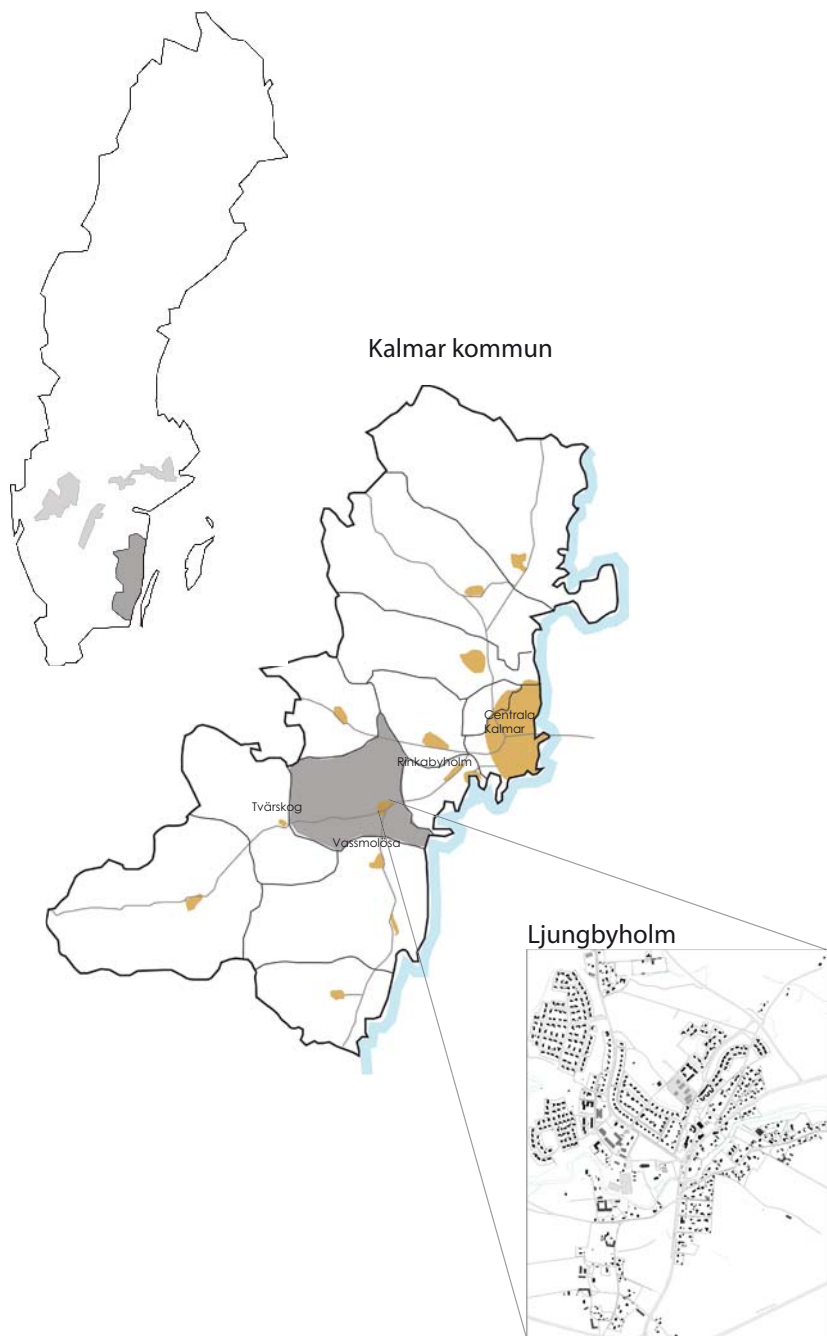 Kalmar kommun
Centrala
Kalmar
Rinkabyholm
Tvärskog
Vassmolösa
Ljungbyholm